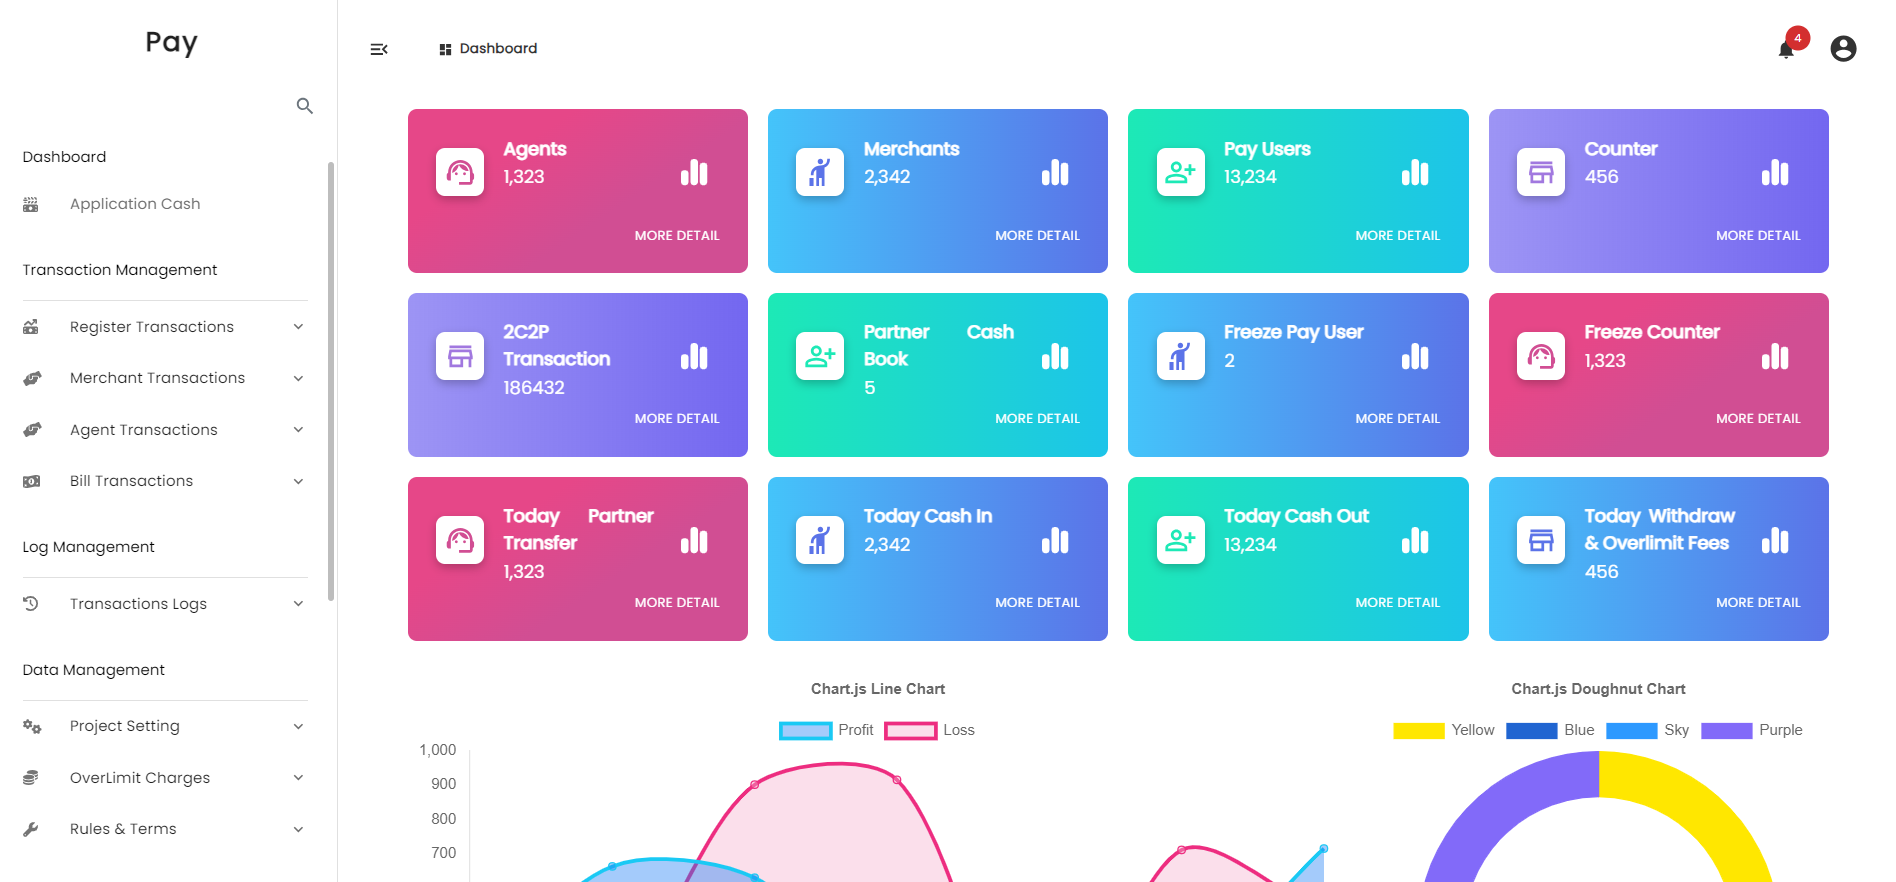 Pay
Dashboard
Application Cash
Transaction Management
Register Transactions
Merchant Transactions
Agent Transactions
Bill Transactions
Log Management
Transactions Logs
Data Management
Project Setting
OverLimit Charges
Rules & Terms
Dashboard
4
Agents
1,323
MORE DETAIL
Merchants
2,342
MORE DETAIL
Pay Users
13,234
MORE DETAIL
Counter
456
MORE DETAIL
2C2P
Transaction
186432
MORE DETAIL
Partner Cash
Book
5
MORE DETAIL
Freeze Pay User
2
MORE DETAIL
Freeze Counter
1,323
MORE DETAIL
Today Partner
Transfer
1,323
MORE DETAIL
Today Cash In
2,342
MORE DETAIL
Today Cash Out
13,234
MORE DETAIL
Today Withdraw
& Overlimit Fees
456
MORE DETAIL
Chart.js Line Chart
Profit Loss
1,000
900
800
700
Chart.js Doughnut Chart
Yellow Blue Sky Purple